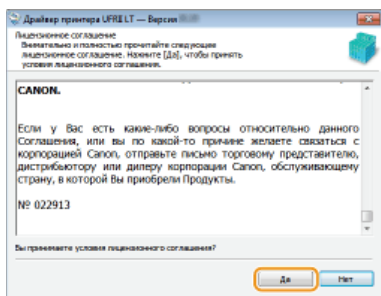 Драйвер принтера UFRII LT — Версия
Лицензионное соглашение
Внимательно и полностью прочитайте следующее
лицензионное соглашение. Нажмите [Да], чтобы принять
условия лицензионного соглашения.
CANON.
Если у Вас есть какие-либо вопросы относительно данного
Соглашения, или вы по какой-то причине желаете связаться с
корпорацией Canon, отправьте письмо торговому представителю,
дистрибьютору или дилеру корпорации Canon, обслуживающему
страну, в которой Вы приобрели Продукты.
№ 022913
Вы принимаете условия лицензионного соглашения?
Да
Нет